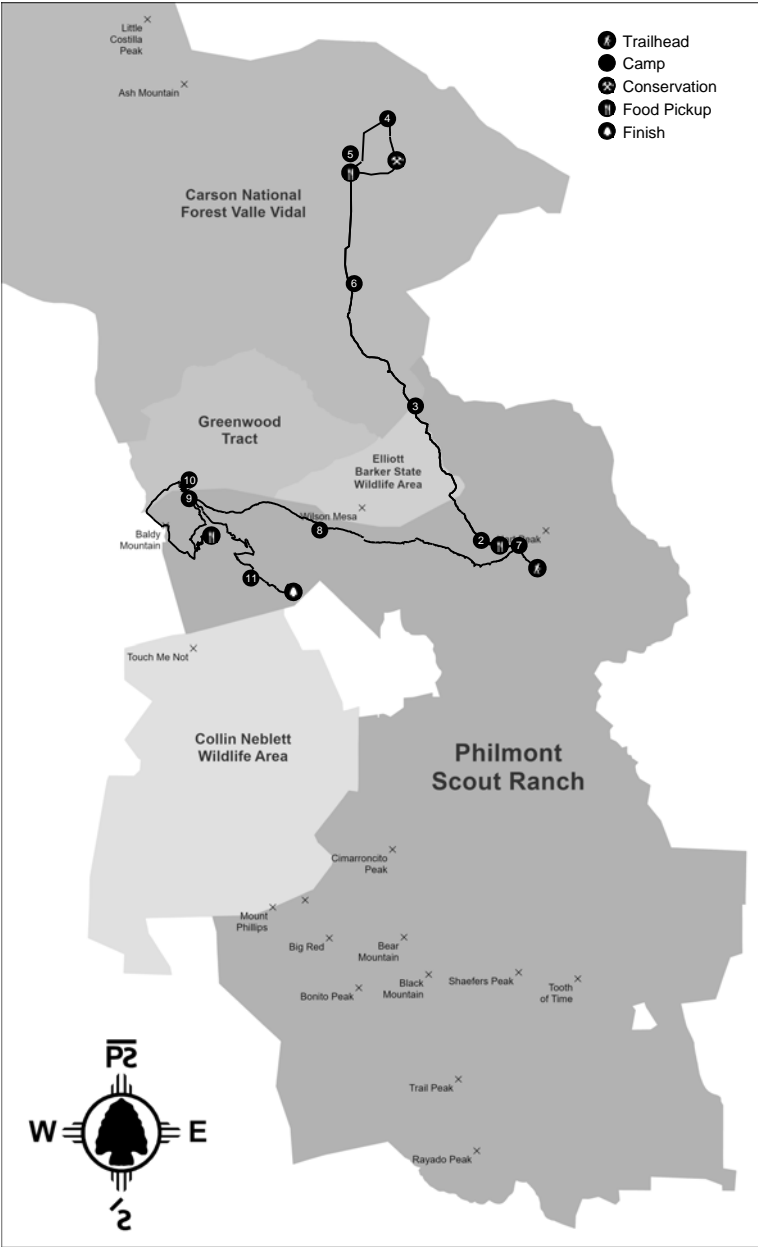 Little
Costilla
Peak
Ash Mountain
Trailhead
Camp
Conservation
Food Pickup
Finish
4
5
Carson National
Forest Valle Vidal
6
3
Greenwood
Tract
Elliott
Barker State
Wildlife Area
10
9
Wilson Mesa
8
Baldy
Mountain
2
7
11
Touch Me Not
Collin Neblett
Wildlife Area
Philmont
Scout Ranch
Cimarroncito
Peak
Mount
Phillips
Big Red
Bear
Mountain
Bonito Peak
Black
Mountain
Shaefers Peak
Tooth
of Time
Trail Peak
Rayado Peak
W
E